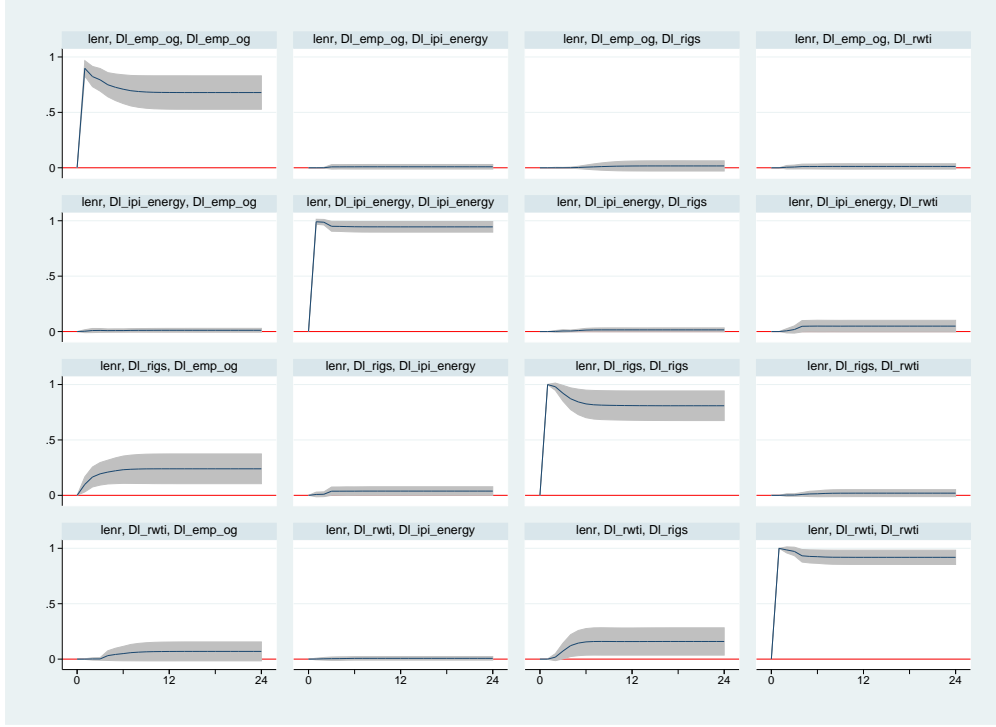 lenr, Dl_emp_og, Dl_emp_og
lenr, Dl_emp_og, Dl_ipi_energy
lenr, Dl_emp_og, Dl_rigs
lenr, Dl_emp_og, Dl_rwti
1
.5
0
lenr, Dl_ipi_energy, Dl_emp_og
lenr, Dl_ipi_energy, Dl_ipi_energy
lenr, Dl_ipi_energy, Dl_rigs
lenr, Dl_ipi_energy, Dl_rwti
1
.5
0
lenr, Dl_rigs, Dl_emp_og
lenr, Dl_rigs, Dl_ipi_energy
lenr, Dl_rigs, Dl_rigs
lenr, Dl_rigs, Dl_rwti
1
.5
0
lenr, Dl_rwti, Dl_emp_og
lenr, Dl_rwti, Dl_ipi_energy
lenr, Dl_rwti, Dl_rigs
lenr, Dl_rwti, Dl_rwti
1
.5
0
0 12 24
0 12 24
0 12 24
0 12 24